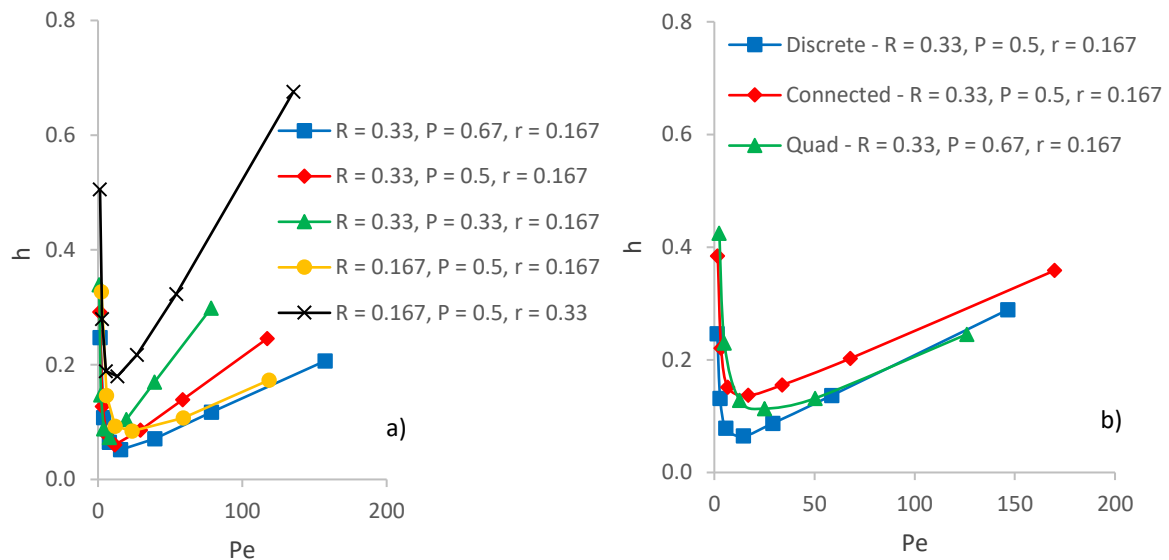 0.8
0.6
0.4
0.2
0.0
h
R = 0.33, P = 0.67, r = 0.167
R = 0.33, P = 0.5, r = 0.167
R = 0.33, P = 0.33, r = 0.167
R = 0.167, P = 0.5, r = 0.167
R = 0.167, P = 0.5, r = 0.33
a)
0 100 200
Pe
0.8
0.6
0.4
0.2
0.0
h
Discrete - R = 0.33, P = 0.5, r = 0.167
Connected - R = 0.33, P = 0.5, r = 0.167
Quad - R = 0.33, P = 0.67, r = 0.167
b)
0 50 100 150 200
Pe